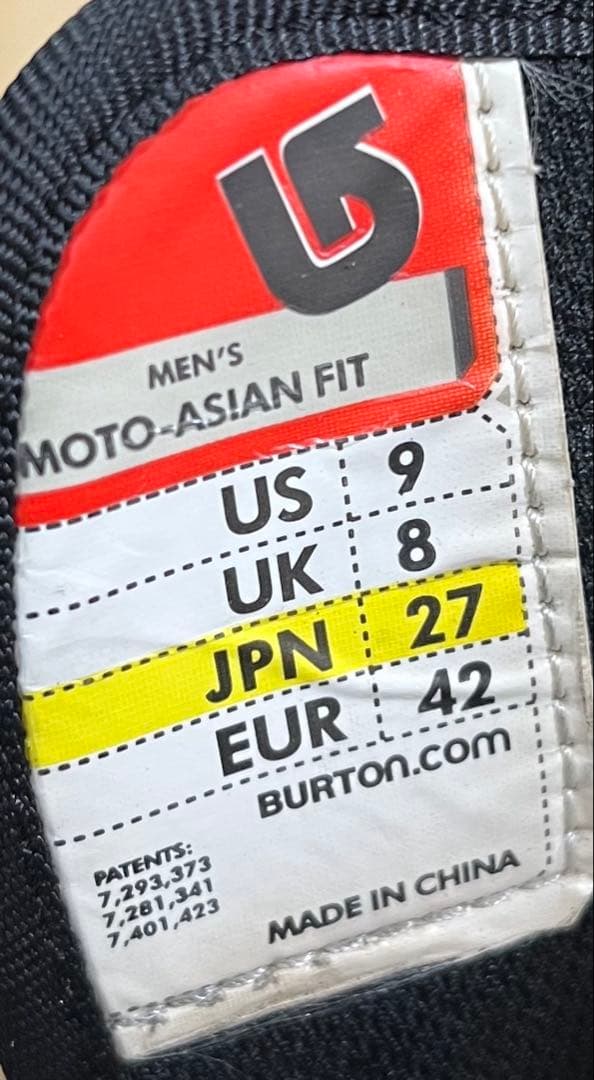 MEN'S
MOTO-ASIAN FIT
US 9
UK 8
JPN 27
EUR 42
BURTON.com
PATENTS:
7,293,373
7,281,341
7,401,423
MADE IN CHINA